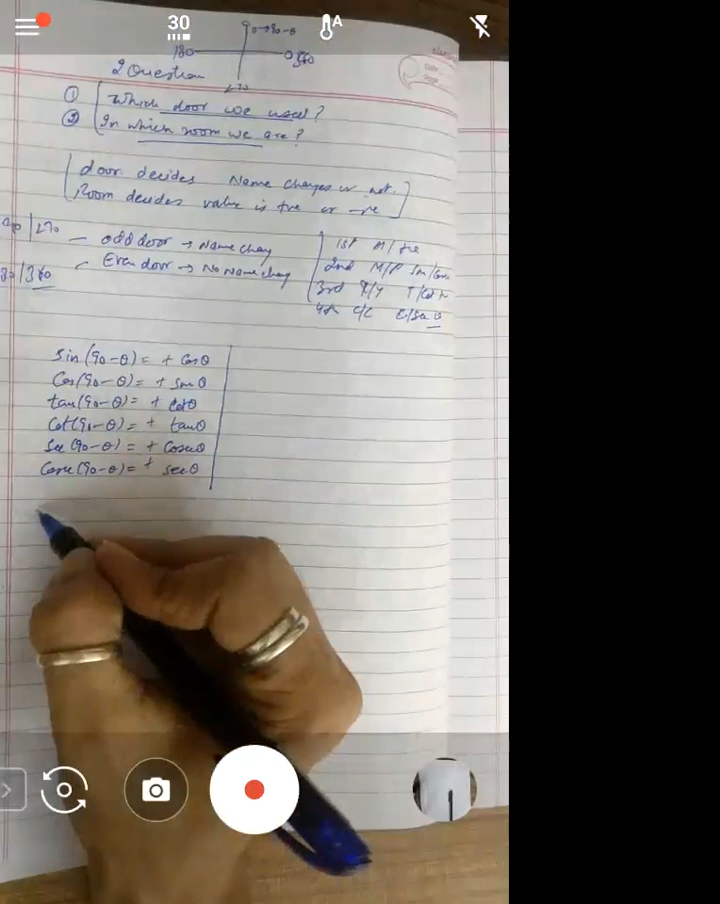 30
A
90→90-θ
180
0 360
270
2 Question
① Which door we used?
② In which room we are?
door decides Name changes or not.
Room decides value is +ve or -ve
90 | 270 — odd door → Name chang
| 360 — Even door → No Name chang
1st A/+ve
2nd
3rd
4th C/C
Sin(90-θ) = + Cosθ
Cos(90-θ) = + Sinθ
tan(90-θ) = + Cotθ
Cot(90-θ) = + tanθ
Sec(90-θ) = + Cosecθ
Cosec(90-θ) = + secθ